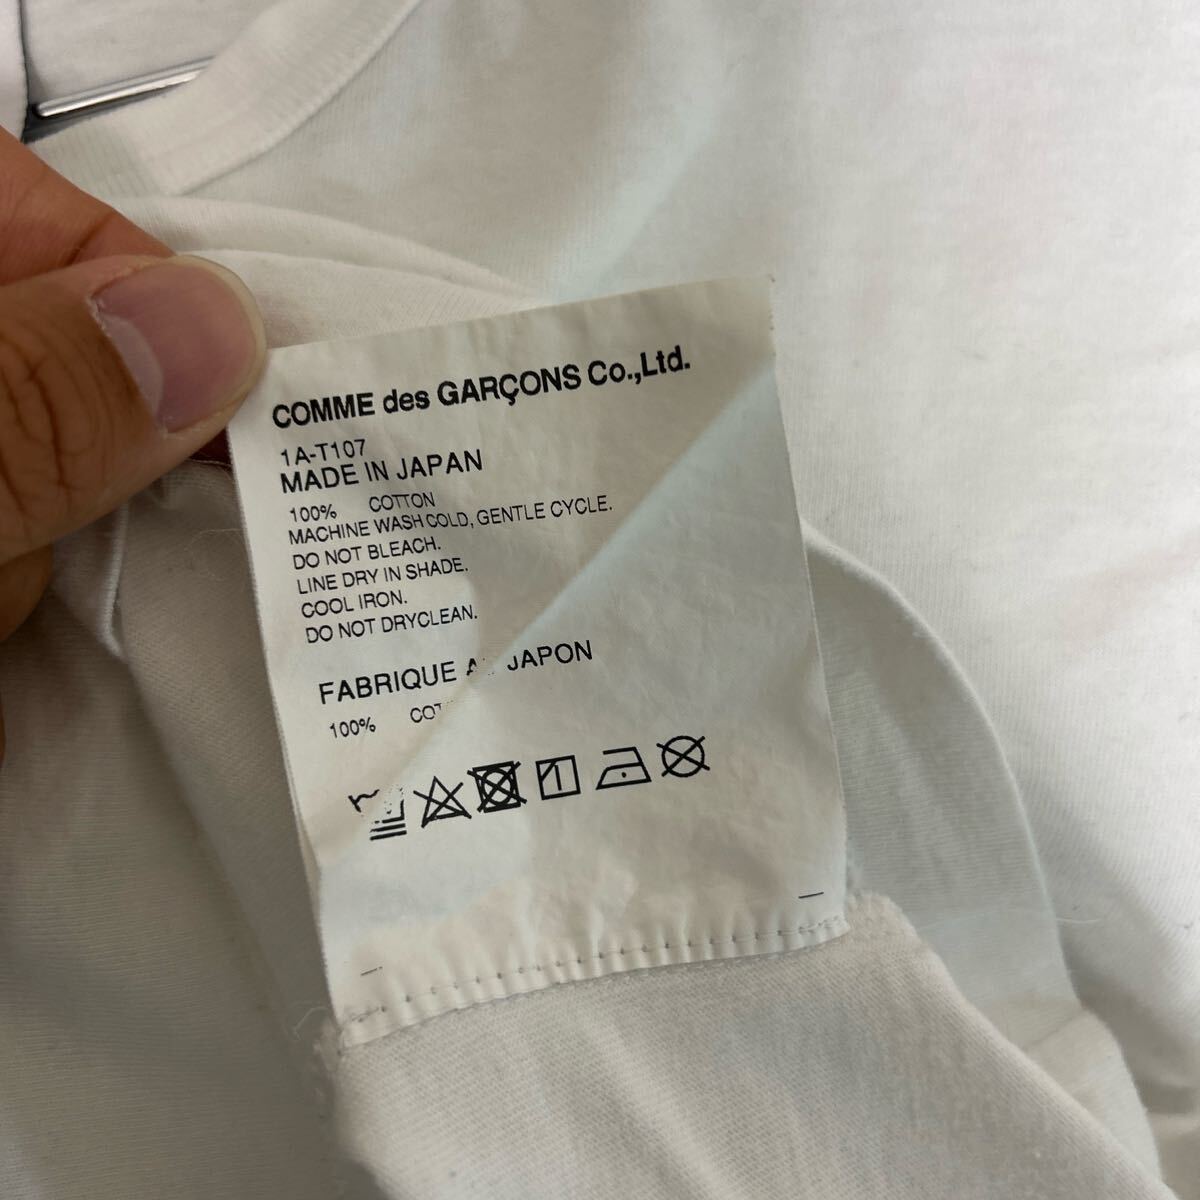 COMME des GARÇONS Co.,Ltd.
1A-T107
MADE IN JAPAN
100% COTTON
MACHINE WASH COLD, GENTLE CYCLE.
DO NOT BLEACH.
LINE DRY IN SHADE.
COOL IRON.
DO NOT DRYCLEAN.
FABRIQUE JAPON
100%